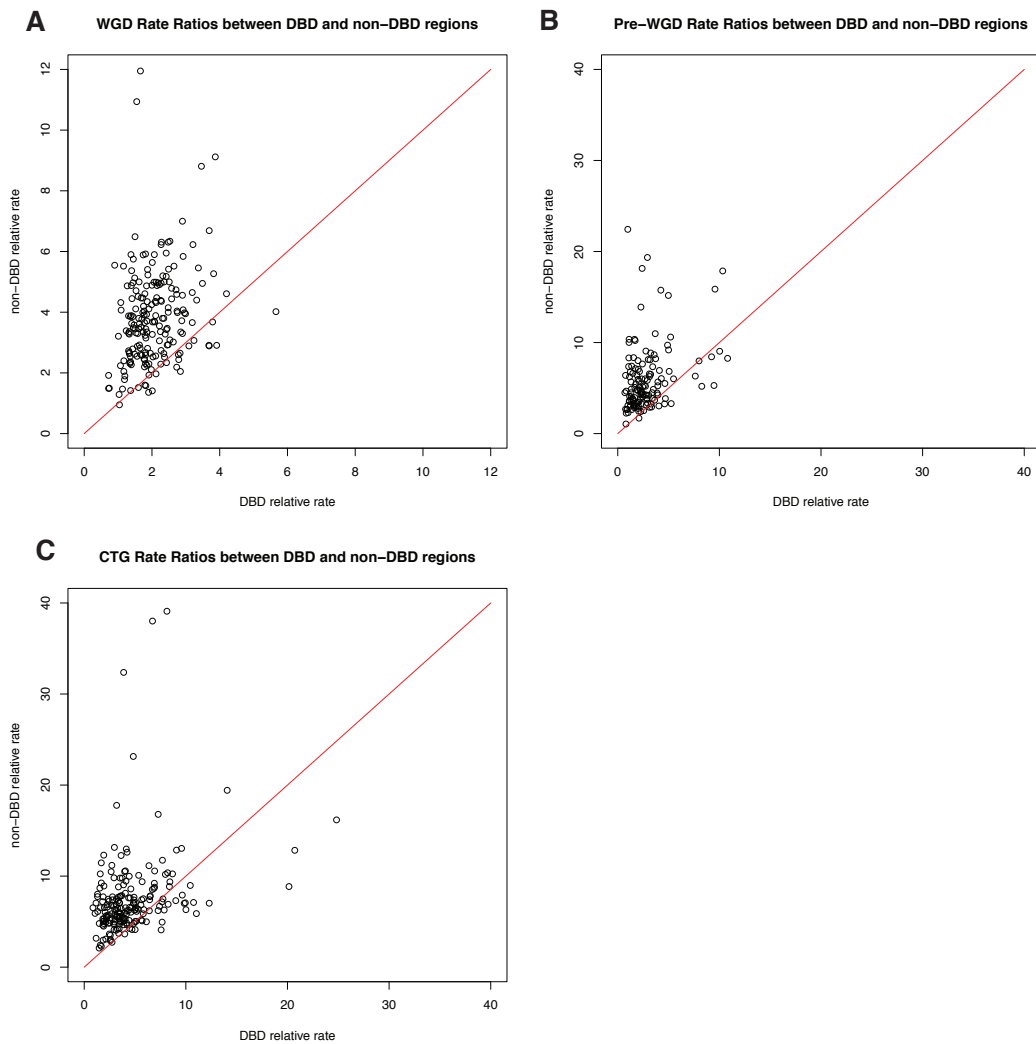 A
WGD Rate Ratios between DBD and non−DBD regions
12
10
8
6
4
2
0
non−DBD relative rate
0 2 4 6 8 10 12
DBD relative rate
B
Pre−WGD Rate Ratios between DBD and non−DBD regions
40
30
20
10
0
non−DBD relative rate
0 10 20 30 40
DBD relative rate
C
CTG Rate Ratios between DBD and non−DBD regions
40
30
20
10
0
non−DBD relative rate
0 10 20 30 40
DBD relative rate